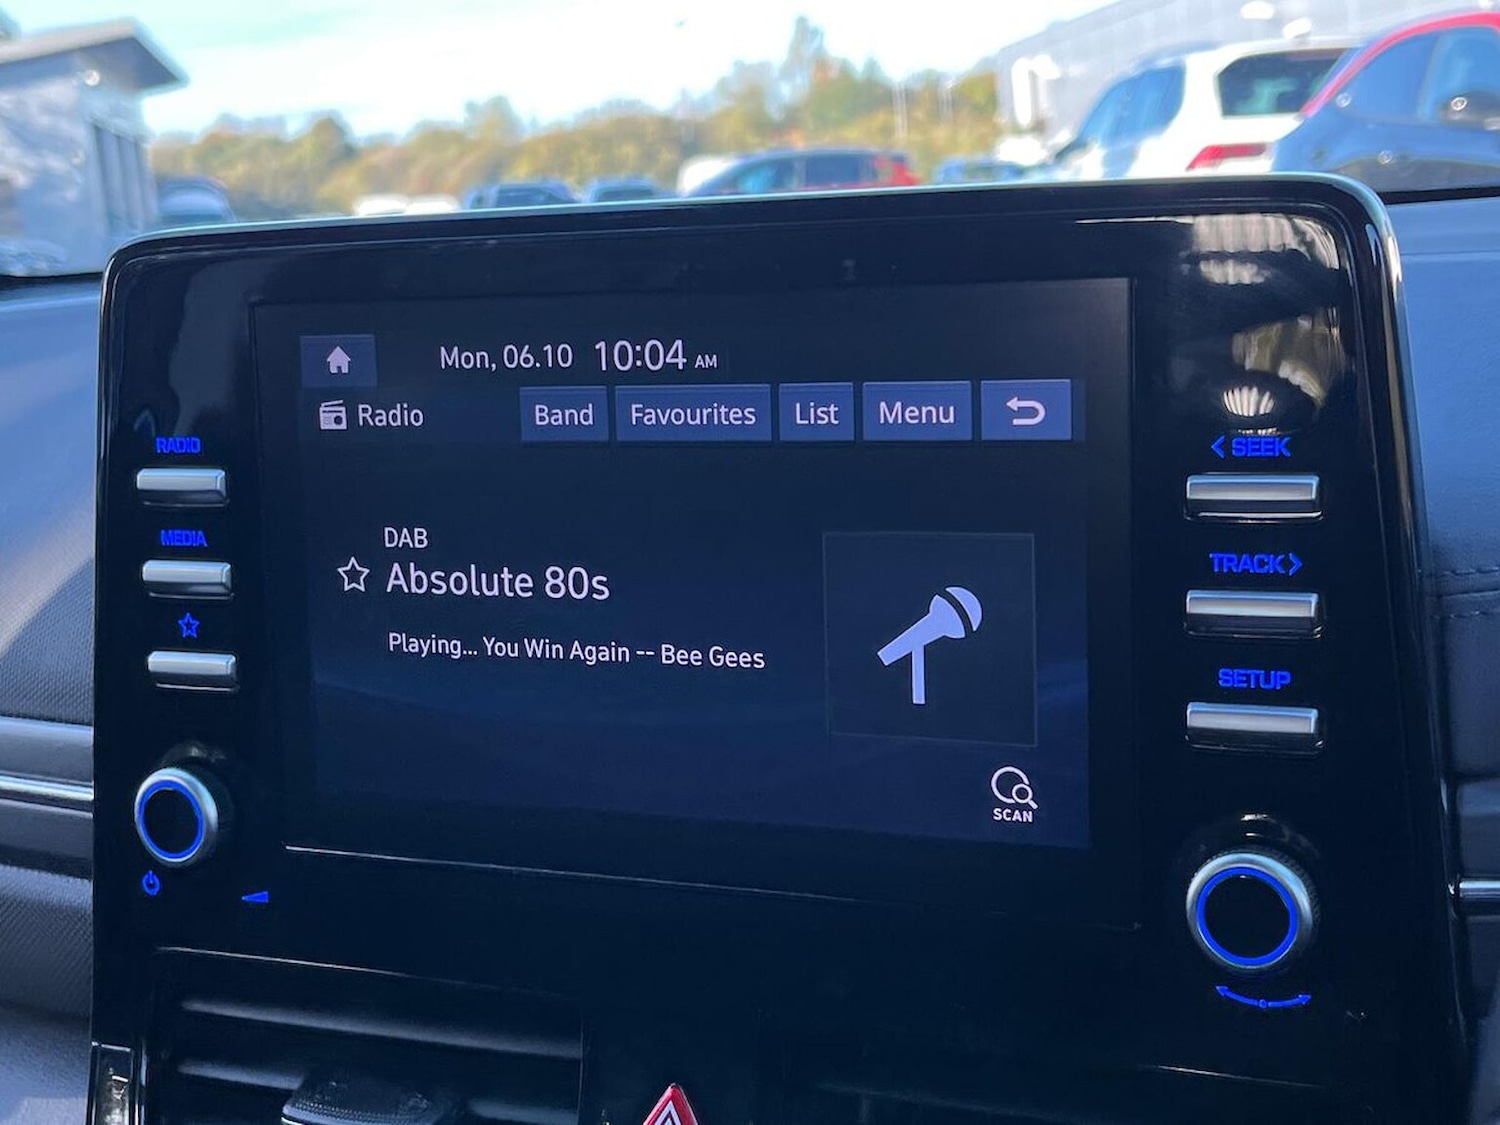 Mon, 06.10 10:04 AM
Radio Band Favourites List Menu
DAB
Absolute 80s
Playing... You Win Again -- Bee Gees
SCAN
RADIO
MEDIA
< SEEK
TRACK >
SETUP